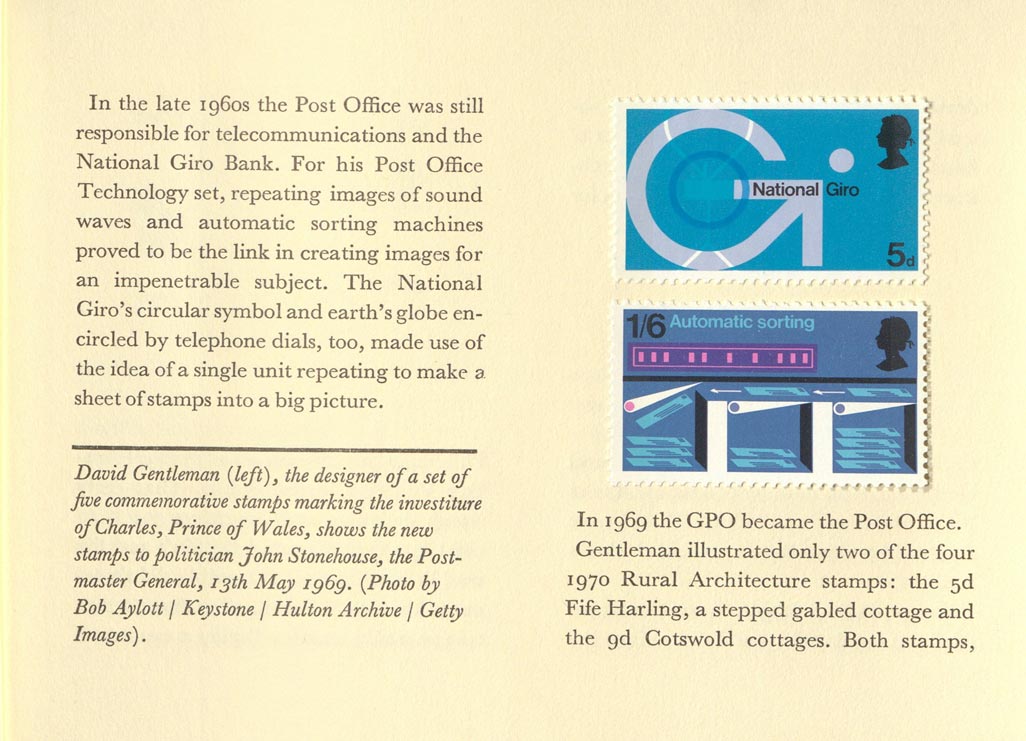 In the late 1960s the Post Office was still
responsible for telecommunications and the
National Giro Bank. For his Post Office
Technology set, repeating images of sound
waves and automatic sorting machines
proved to be the link in creating images for
an impenetrable subject. The National
Giro’s circular symbol and earth’s globe en-
circled by telephone dials, too, made use of
the idea of a single unit repeating to make a
sheet of stamps into a big picture.
David Gentleman (left), the designer of a set of
five commemorative stamps marking the investiture
of Charles, Prince of Wales, shows the new
stamps to politician John Stonehouse, the Post-
master General, 13th May 1969. (Photo by
Bob Aylott | Keystone | Hulton Archive | Getty
Images).
National Giro
5d
1/6 Automatic sorting
In 1969 the GPO became the Post Office.
Gentleman illustrated only two of the four
1970 Rural Architecture stamps: the 5d
Fife Harling, a stepped gabled cottage and
the 9d Cotswold cottages. Both stamps,